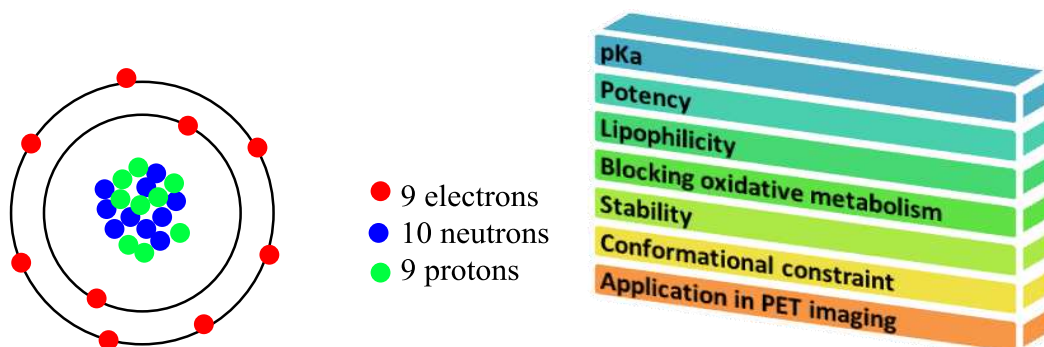 9 electrons
10 neutrons
9 protons
pKa
Potency
Lipophilicity
Blocking oxidative metabolism
Stability
Conformational constraint
Application in PET imaging